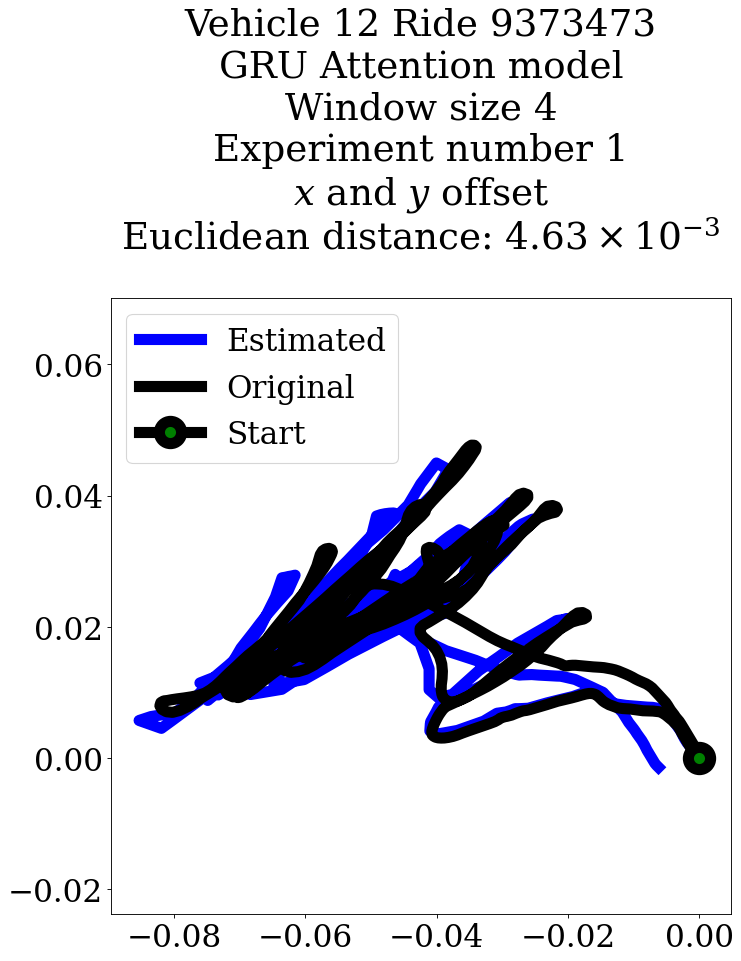 Vehicle 12 Ride 9373473
GRU Attention model
Window size 4
Experiment number 1
x and y offset
Euclidean distance: 4.63 × 10⁻³
Estimated
Original
Start
0.06
0.04
0.02
0.00
−0.02
−0.08
−0.06
−0.04
−0.02
0.00